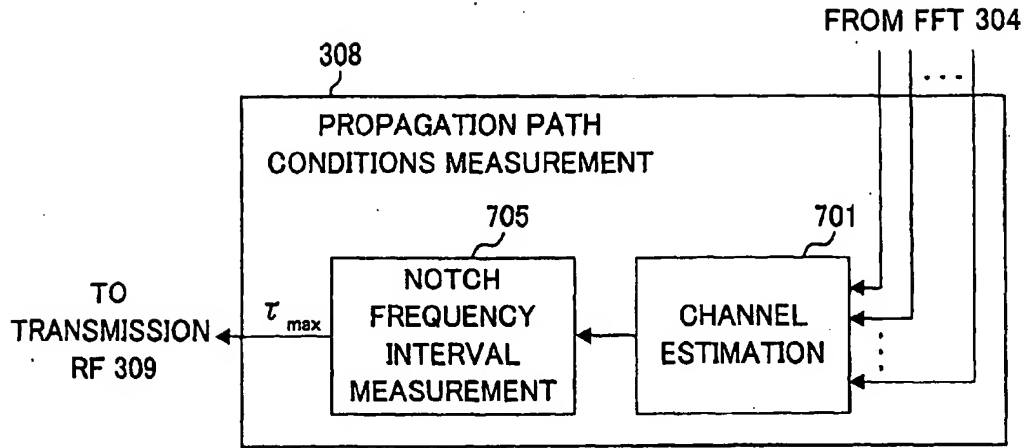 FROM FFT 304
308
PROPAGATION PATH
CONDITIONS MEASUREMENT
705
701
NOTCH
FREQUENCY
INTERVAL
MEASUREMENT
CHANNEL
ESTIMATION
τ max
TO
TRANSMISSION
RF 309